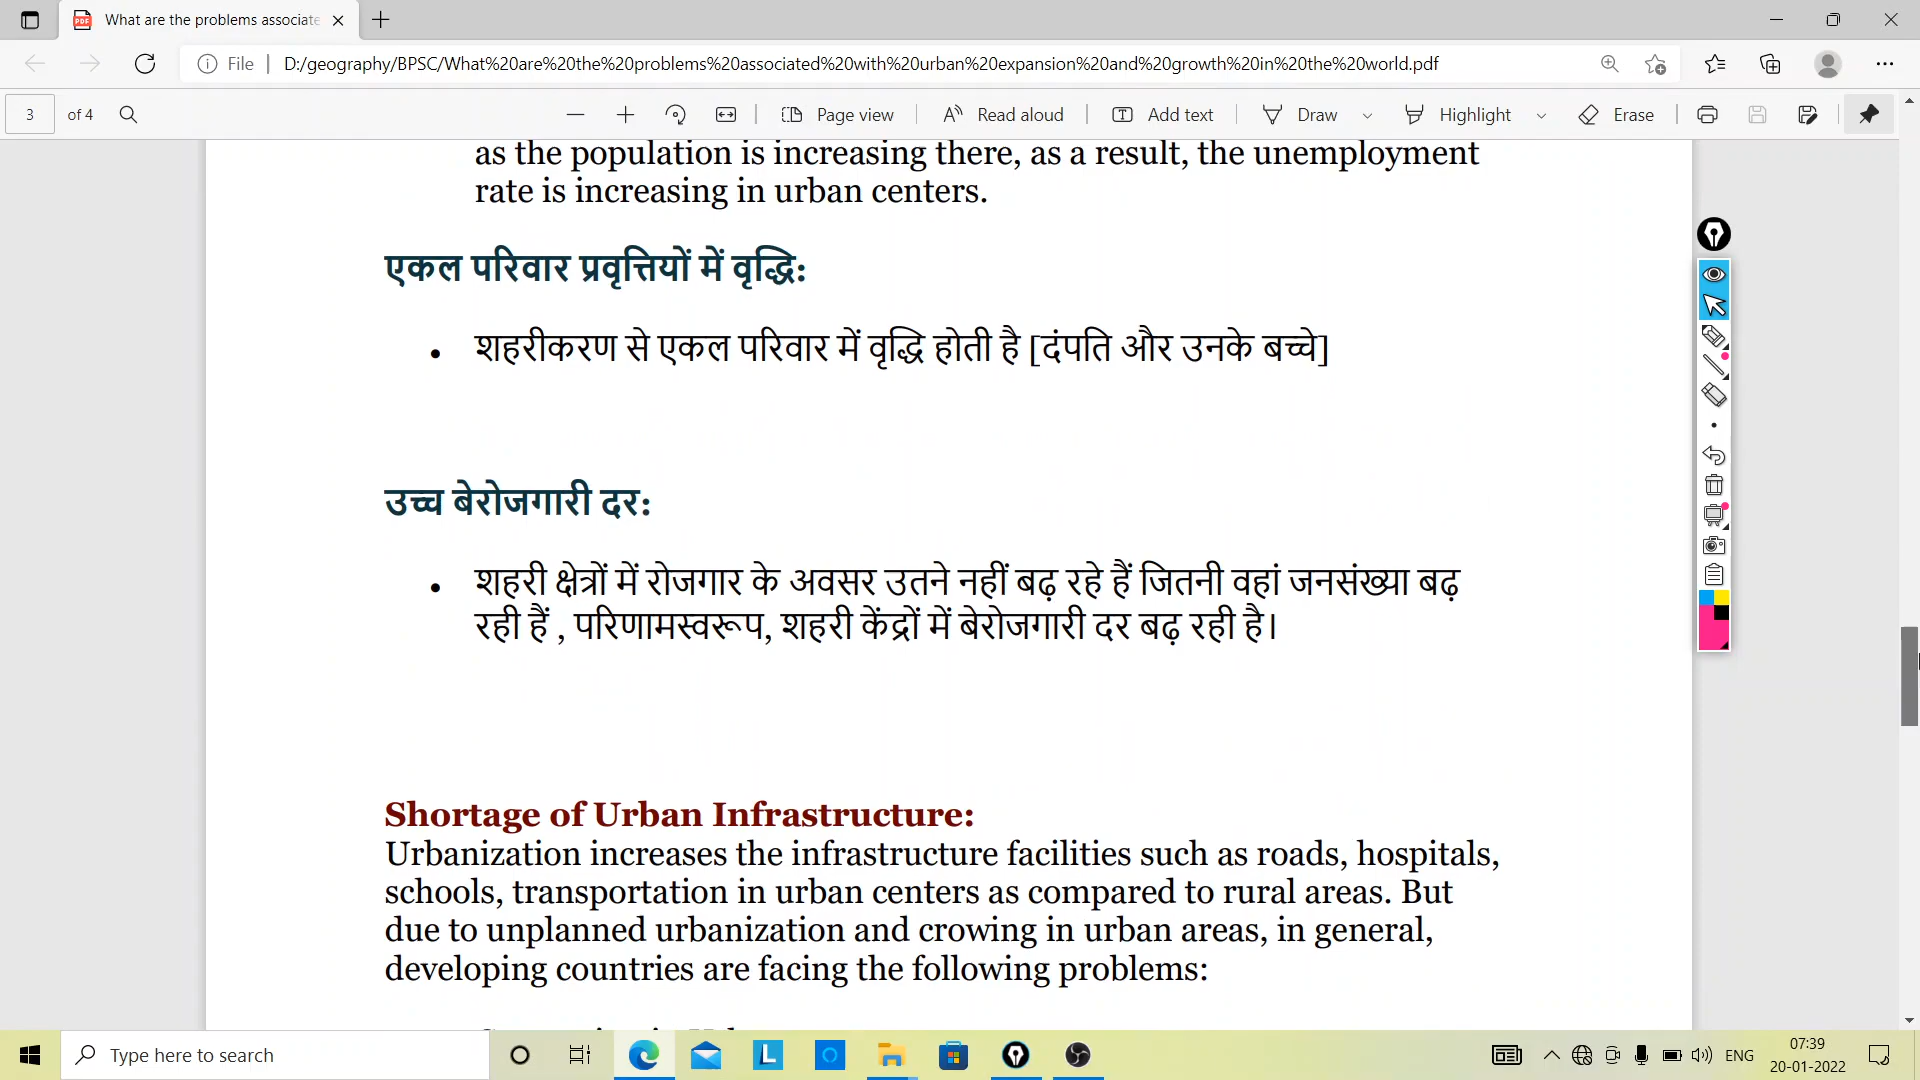 What are the problems associate
File
D:/geography/BPSC/What%20are%20the%20problems%20associated%20with%20urban%20expansion%20and%20growth%20in%20the%20world.pdf
3 of 4
Page view
Read aloud
Add text
Draw
Highlight
Erase
as the population is increasing there, as a result, the unemployment
rate is increasing in urban centers.
एकल परिवार प्रवृत्तियों में वृद्धि:
• शहरीकरण से एकल परिवार में वृद्धि होती है [दंपति और उनके बच्चे]
उच्च बेरोजगारी दर:
• शहरी क्षेत्रों में रोजगार के अवसर उतने नहीं बढ़ रहे हैं जितनी वहां जनसंख्या बढ़
रही हैं , परिणामस्वरूप, शहरी केंद्रों में बेरोजगारी दर बढ़ रही है।
Shortage of Urban Infrastructure:
Urbanization increases the infrastructure facilities such as roads, hospitals,
schools, transportation in urban centers as compared to rural areas. But
due to unplanned urbanization and crowing in urban areas, in general,
developing countries are facing the following problems:
Type here to search
ENG
07:39
20-01-2022